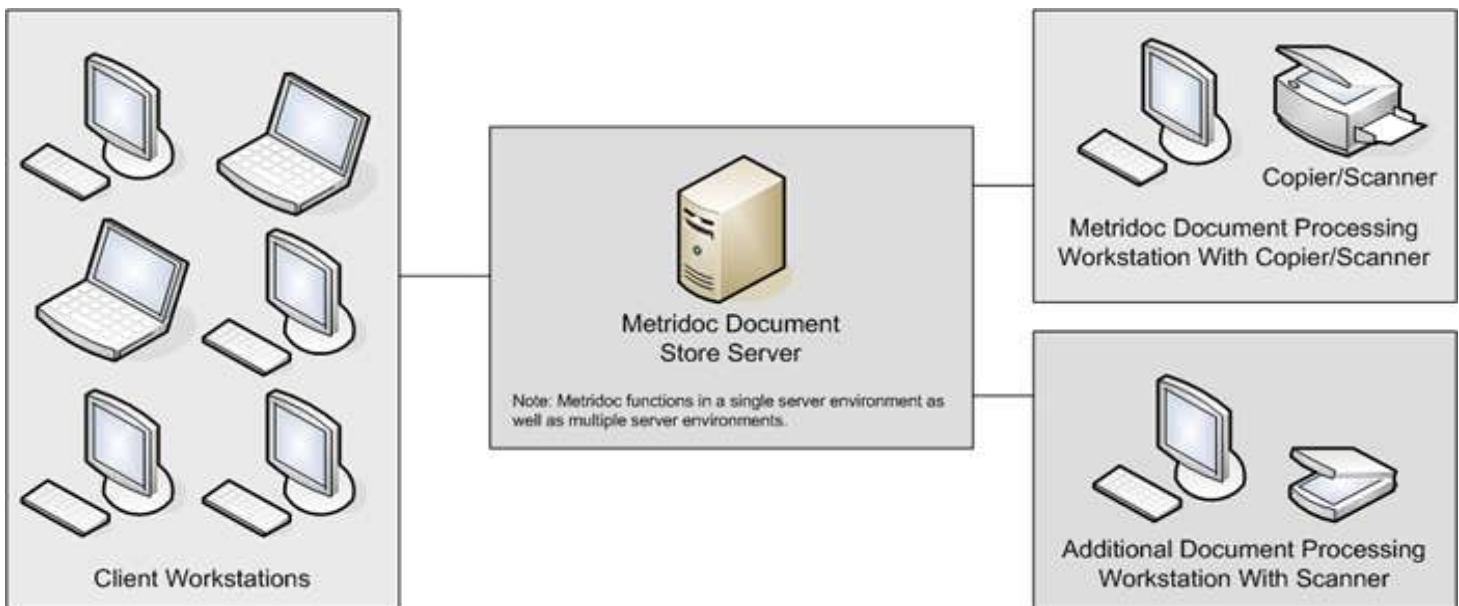 Client Workstations
Metridoc Document
Store Server
Note: Metridoc functions in a single server environment as
well as multiple server environments.
Copier/Scanner
Metridoc Document Processing
Workstation With Copier/Scanner
Additional Document Processing
Workstation With Scanner